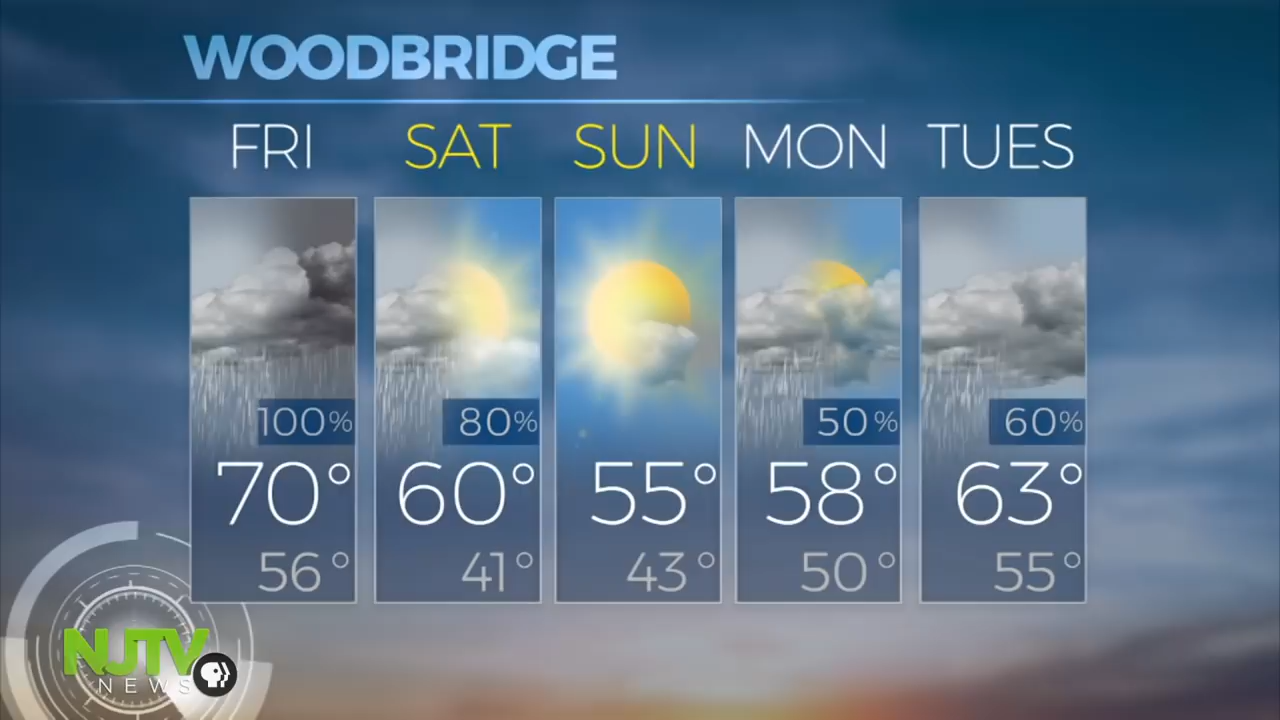 WOODBRIDGE
FRI SAT SUN MON TUES
100% 80% 50% 60%
70° 60° 55° 58° 63°
56° 41° 43° 50° 55°
NJTV
NEWS